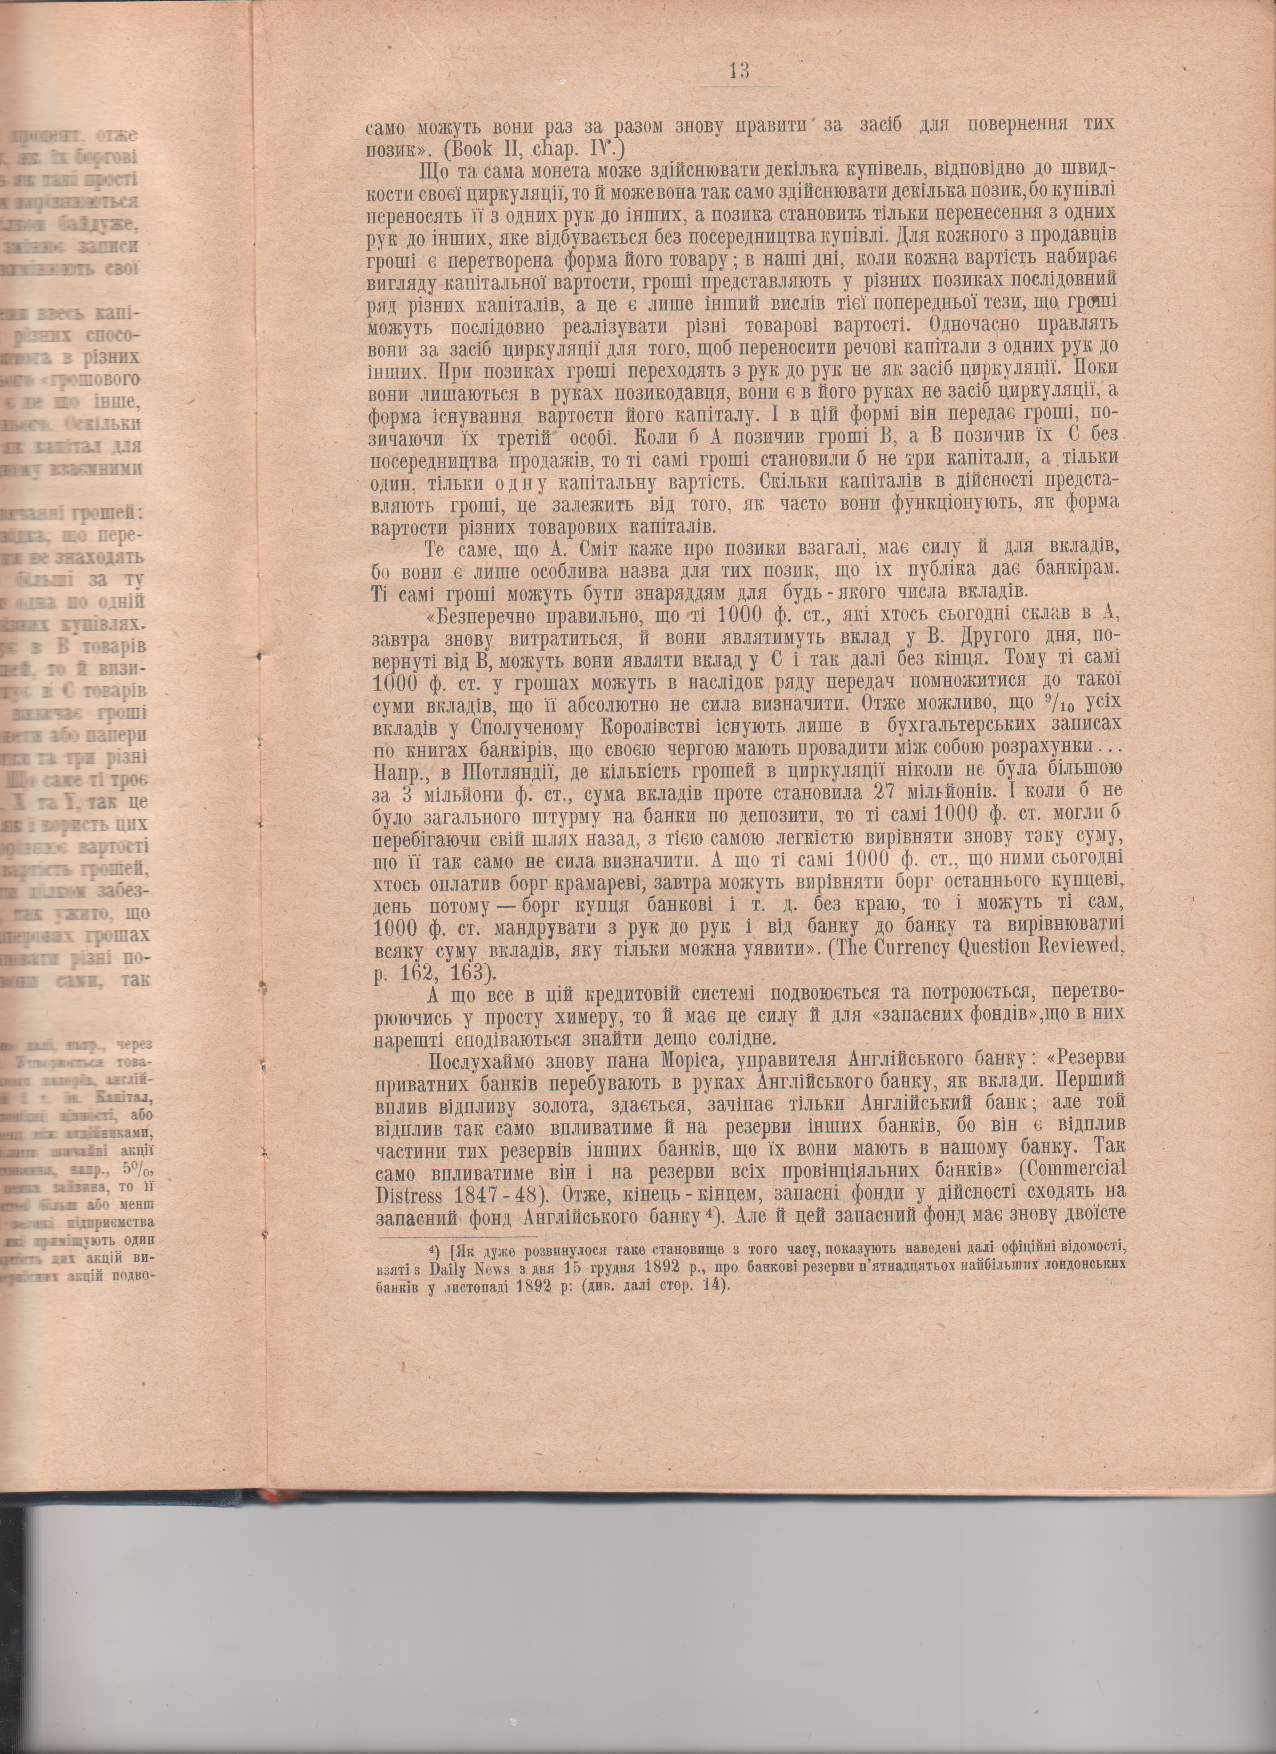 13
само можуть вони раз за разом знову правити за засіб для повернення тих
позик». (Book II, chap. IV.)
Що та сама монета може здійснювати декілька купівель, відповідно до швид-
кости своєї циркуляції, то й може вона так само здійснювати декілька позик, бо купівлі
переносять її з одних рук до інших, а позика становить тільки перенесення з одних
рук до інших, яке відбувається без посередництва купівлі. Для кожного з продавців
гроші є перетворена форма його товару; в наші дні, коли кожна вартість набирає
вигляду капітальної вартости, гроші представляють у різних позиках послідовний
ряд різних капіталів, а це є лише інший вислів тієї попередньої тези, що гроші
можуть послідовно реалізувати різні товарові вартості. Одночасно правлять
вони за засіб циркуляції для того, щоб переносити речові капітали з одних рук до
інших. При позиках гроші переходять з рук до рук не як засіб циркуляції. Поки
вони лишаються в руках позикодавця, вони є в його руках не засіб циркуляції, а
форма існування вартости його капіталу. І в цій формі він передає гроші, по-
зичаючи їх третій особі. Коли б А позичив гроші В, а В позичив їх С без
посередництва продажів, то ті самі гроші становили б не три капітали, а тільки
один, тільки одну капітальну вартість. Скільки капіталів в дійсності предста-
вляють гроші, це залежить від того, як часто вони функціонують, як форма
вартости різних товарових капіталів.
Те саме, що А. Сміт каже про позики взагалі, має силу й для вкладів,
бо вони є лише особлива назва для тих позик, що їх публіка дає банкірам.
Ті самі гроші можуть бути знаряддям для будь-якого числа вкладів.
«Безперечно правильно, що ті 1000 ф. ст., які хтось сьогодні склав в А,
завтра знову витратиться, й вони являтимуть вклад у В. Другого дня, по-
вернуті від В, можуть вони являти вклад у С і так далі без кінця. Тому ті самі
1000 ф. ст. у грошах можуть в наслідок ряду передач помножитися до такої
суми вкладів, що її абсолютно не сила визначити. Отже можливо, що ⁹/₁₀ усіх
вкладів у Сполученому Королівстві існують лише в бухгальтерських записах
по книгах банкірів, що своєю чергою мають провадити між собою розрахунки...
Напр., в Шотляндії, де кількість грошей в циркуляції ніколи не була більшою
за 3 мільйони ф. ст., сума вкладів проте становила 27 мільйонів. І коли б не
було загального штурму на банки по депозити, то ті самі 1000 ф. ст. могли б
перебігаючи свій шлях назад, з тією самою легкістю вирівняти знову таку суму,
що її так само не сила визначити. А що ті самі 1000 ф. ст., що ними сьогодні
хтось оплатив борг крамареві, завтра можуть вирівняти борг останнього купцеві,
день потому — борг купця банкові і т. д. без краю, то і можуть ті сам,
1000 ф. ст. мандрувати з рук до рук і від банку до банку та вирівнюватиі
всяку суму вкладів, яку тільки можна уявити». (The Currency Question Reviewed,
p. 162, 163).
А що все в цій кредитовій системі подвоюється та потроюється, перетво-
рюючись у просту химеру, то й має це силу й для «запасних фондів»,що в них
нарешті сподіваються знайти дещо солідне.
Послухаймо знову пана Моріса, управителя Англійського банку: «Резерви
приватних банків перебувають в руках Англійського банку, як вклади. Перший
вплив відпливу золота, здається, зачіпає тільки Англійський банк; але той
відплив так само впливатиме й на резерви інших банків, бо він є відплив
частини тих резервів інших банків, що їх вони мають в нашому банку. Так
само впливатиме він і на резерви всіх провінціяльних банків» (Commercial
Distress 1847-48). Отже, кінець-кінцем, запасні фонди у дійсності сходять на
запасний фонд Англійського банку ⁴). Але й цей запасний фонд має знову двоїсте
⁴) [Як дуже розвинулося таке становище з того часу, показують наведені далі офіційні відомості,
взяті з Daily News з дня 15 грудня 1892 р., про банкові резерви п'ятнадцятьох найбільших лондонських
банків у листопаді 1892 р: (див. далі стор. 14).